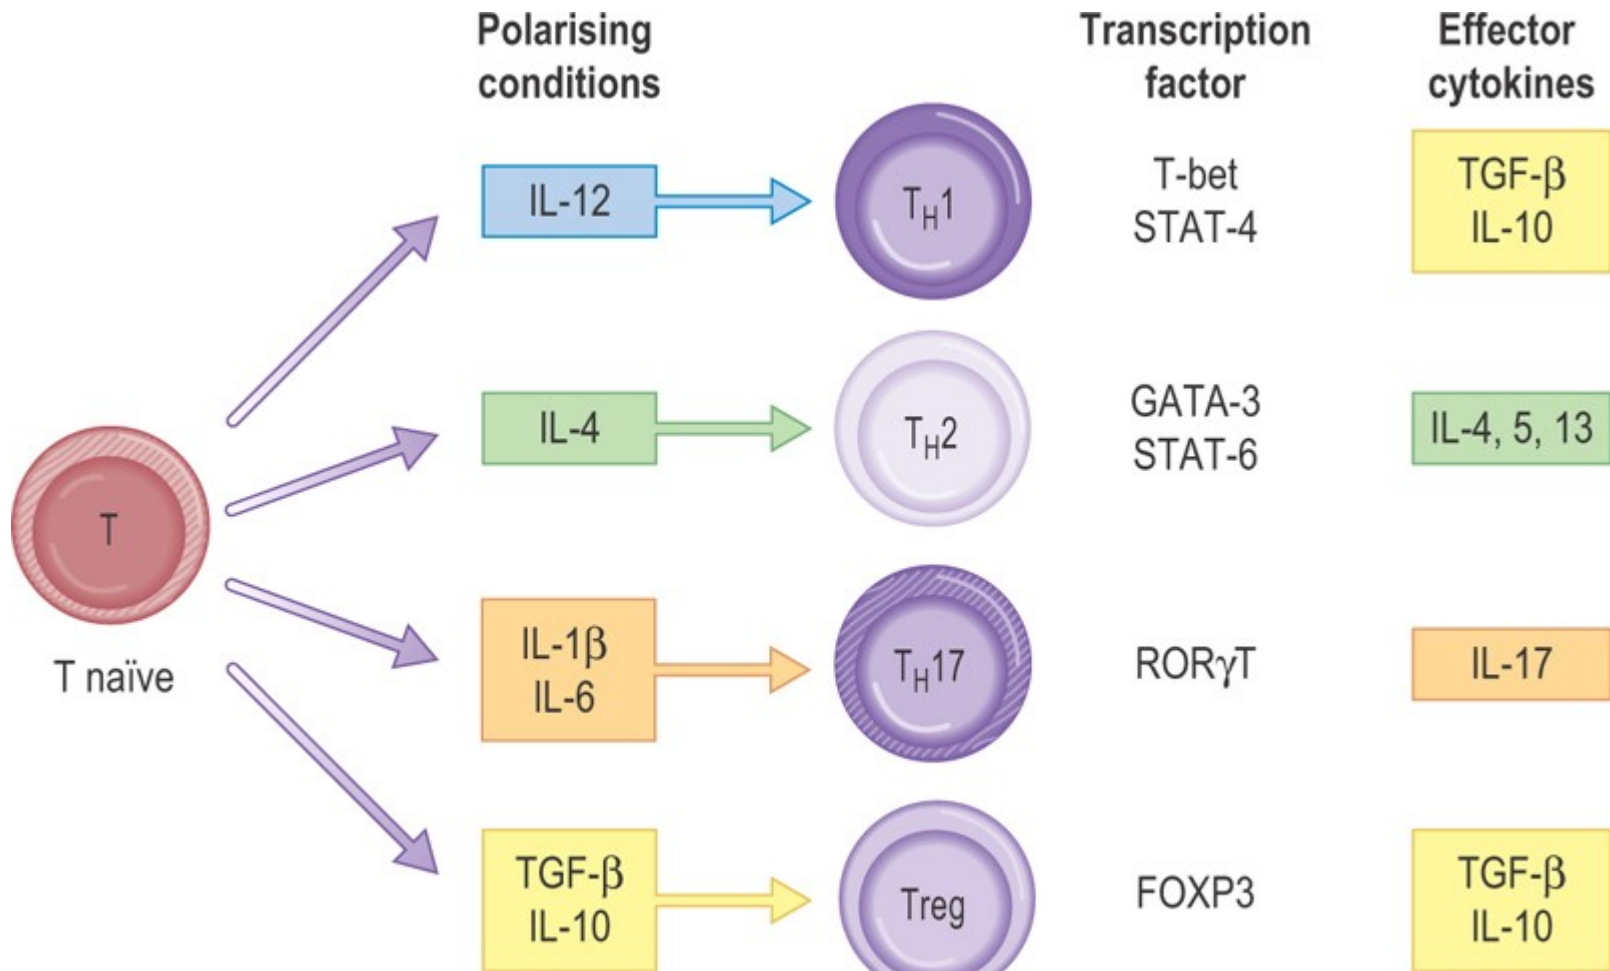 Polarising
conditions
Transcription
factor
Effector
cytokines
IL-12
TH1
T-bet
STAT-4
TGF-β
IL-10
IL-4
TH2
GATA-3
STAT-6
IL-4, 5, 13
T
T naïve
IL-1β
IL-6
TH17
RORγT
IL-17
TGF-β
IL-10
Treg
FOXP3
TGF-β
IL-10